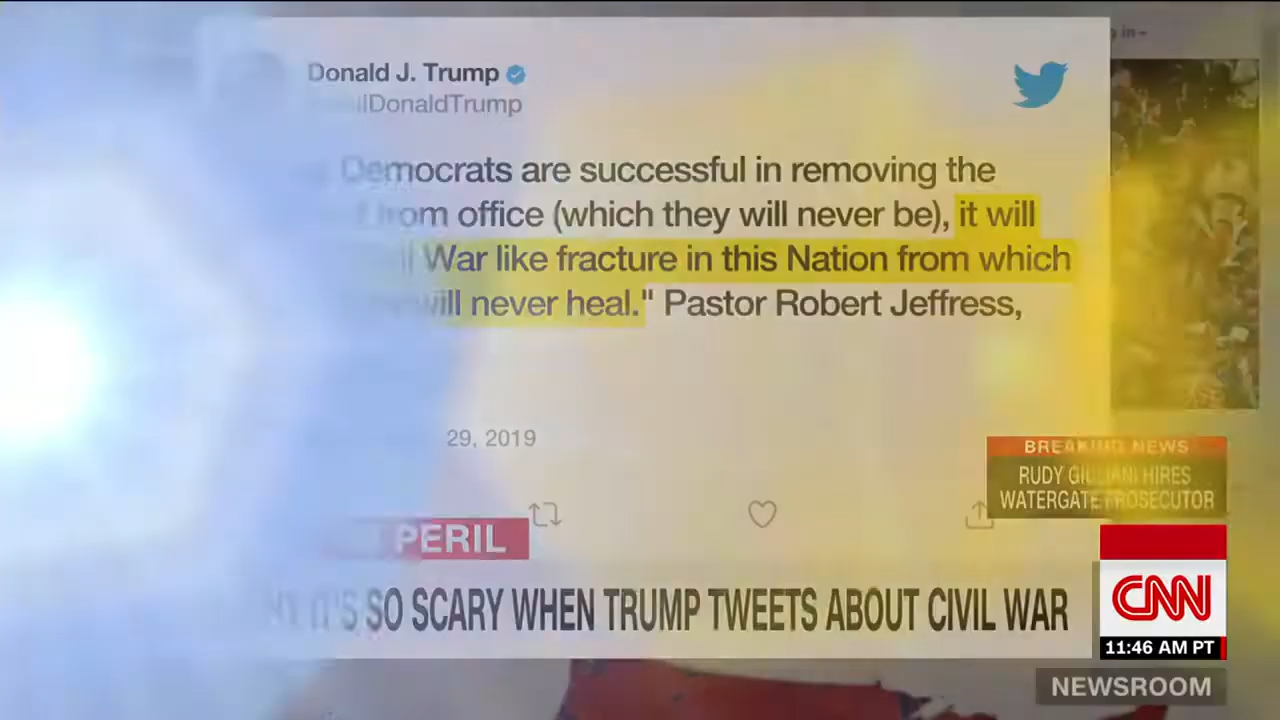 Donald J. Trump
ilDonaldTrump
Democrats are successful in removing the
from office (which they will never be), it will
War like fracture in this Nation from which
will never heal." Pastor Robert Jeffress,
29, 2019
BREAKING NEWS
RUDY GIULIANI HIRES
WATERGATE PROSECUTOR
PERIL
IT'S SO SCARY WHEN TRUMP TWEETS ABOUT CIVIL WAR
CNN
11:46 AM PT
NEWSROOM